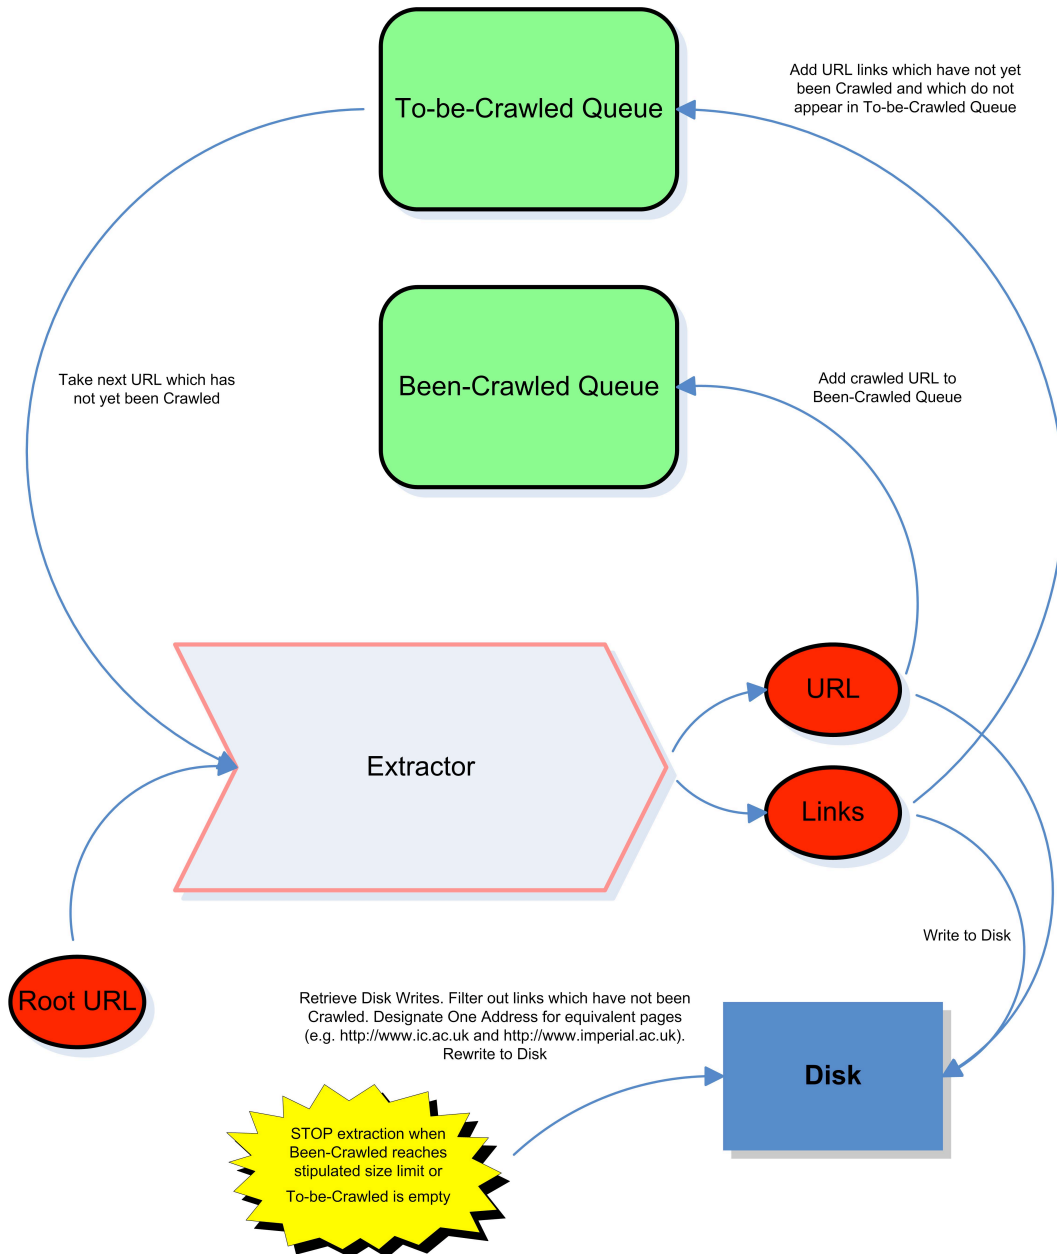 To-be-Crawled Queue
Add URL links which have not yet
been Crawled and which do not
appear in To-be-Crawled Queue
Been-Crawled Queue
Take next URL which has
not yet been Crawled
Add crawled URL to
Been-Crawled Queue
URL
Extractor
Links
Write to Disk
Root URL
Retrieve Disk Writes. Filter out links which have not been
Crawled. Designate One Address for equivalent pages
(e.g. http://www.ic.ac.uk and http://www.imperial.ac.uk).
Rewrite to Disk
Disk
STOP extraction when
Been-Crawled reaches
stipulated size limit or
To-be-Crawled is empty